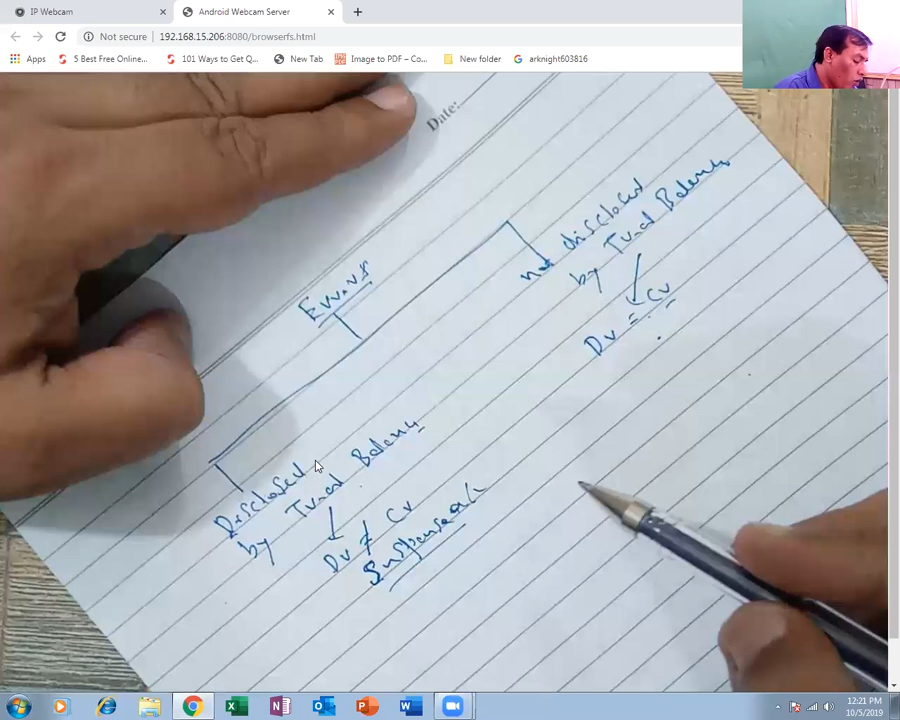 IP Webcam
Android Webcam Server
Not secure
192.168.15.206:8080/browserfs.html
Apps
5 Best Free Onlin...
101 Ways to Get Q...
New Tab
Image to PDF – Co...
New folder
arknight603816
Date:
Errors
not disclosed
by Trial Balance
Dr = Cr
Disclosed
by Trial Balance
Dr ≠ Cr
Suspense a/c
12:21 PM
10/5/2019